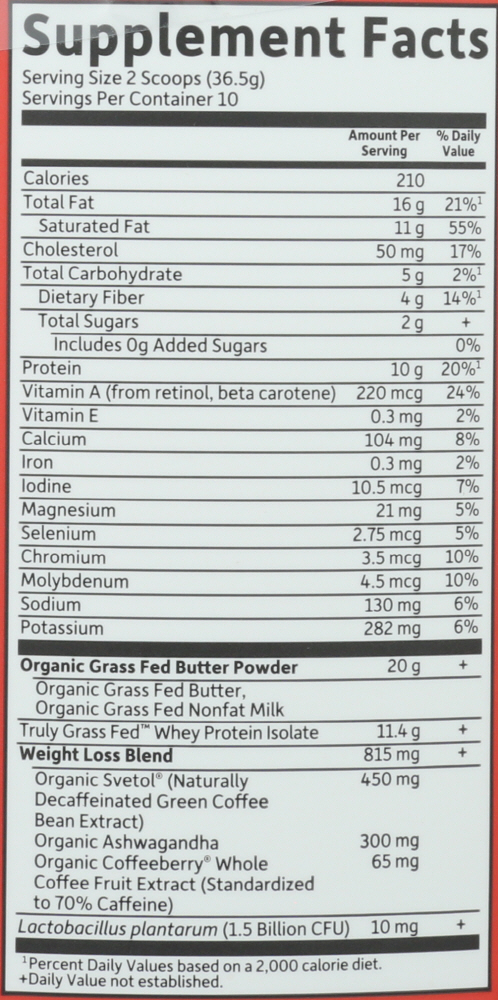 Supplement Facts
Serving Size 2 Scoops (36.5g)
Servings Per Container 10
Amount Per Serving % Daily Value
Calories 210
Total Fat 16 g 21%¹
Saturated Fat 11 g 55%
Cholesterol 50 mg 17%
Total Carbohydrate 5 g 2%¹
Dietary Fiber 4 g 14%¹
Total Sugars 2 g +
Includes 0g Added Sugars 0%
Protein 10 g 20%¹
Vitamin A (from retinol, beta carotene) 220 mcg 24%
Vitamin E 0.3 mg 2%
Calcium 104 mg 8%
Iron 0.3 mg 2%
Iodine 10.5 mcg 7%
Magnesium 21 mg 5%
Selenium 2.75 mcg 5%
Chromium 3.5 mcg 10%
Molybdenum 4.5 mcg 10%
Sodium 130 mg 6%
Potassium 282 mg 6%
Organic Grass Fed Butter Powder 20 g +
Organic Grass Fed Butter,
Organic Grass Fed Nonfat Milk
Truly Grass Fed™ Whey Protein Isolate 11.4 g +
Weight Loss Blend 815 mg +
Organic Svetol® (Naturally 450 mg
Decaffeinated Green Coffee
Bean Extract)
Organic Ashwagandha 300 mg
Organic Coffeeberry® Whole 65 mg
Coffee Fruit Extract (Standardized
to 70% Caffeine)
Lactobacillus plantarum (1.5 Billion CFU) 10 mg +
¹Percent Daily Values based on a 2,000 calorie diet.
+Daily Value not established.